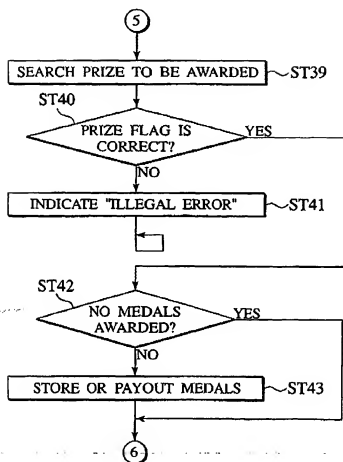 5
SEARCH PRIZE TO BE AWARDED
ST39
ST40
PRIZE FLAG IS
CORRECT?
YES
NO
INDICATE "ILLEGAL ERROR"
ST41
ST42
NO MEDALS
AWARDED?
YES
NO
STORE OR PAYOUT MEDALS
ST43
6